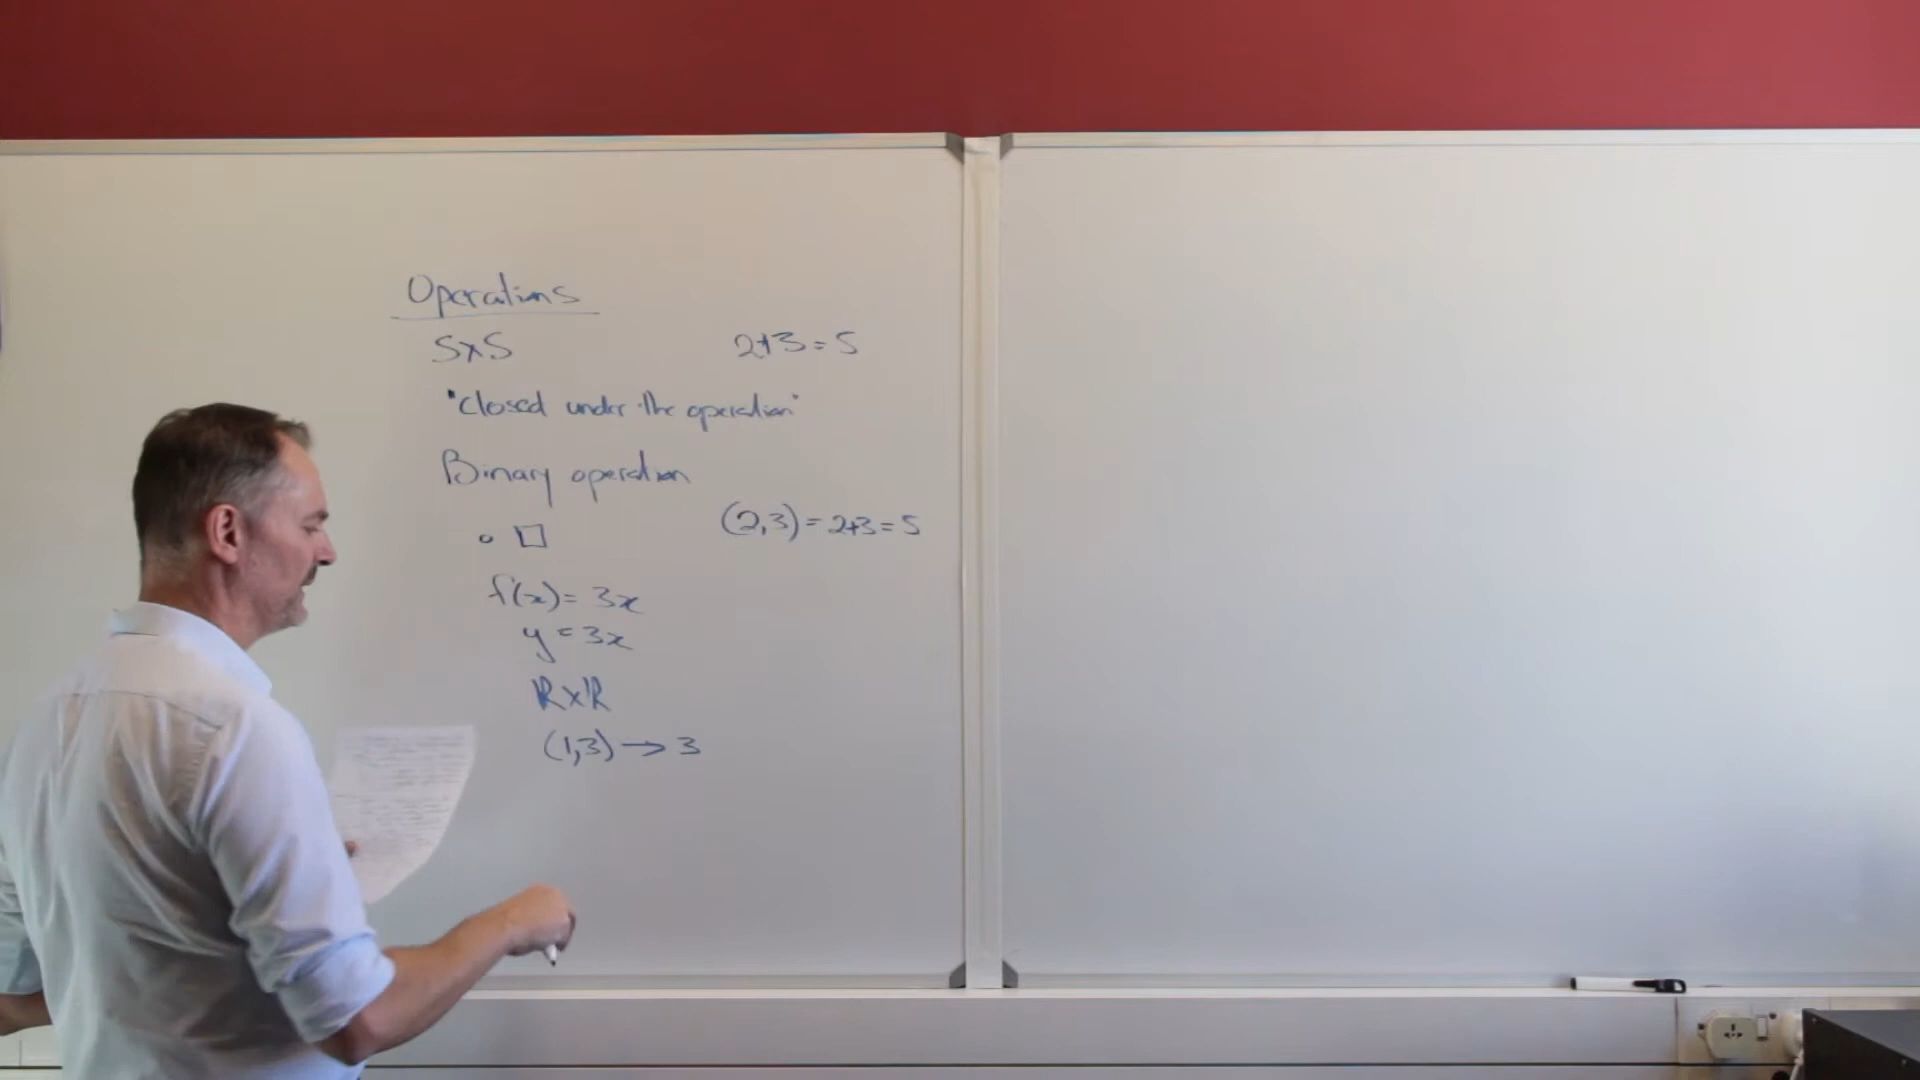 Operations
S×S
2+3=5
"closed under the operation"
Binary operation
∘ □
(2,3)=2+3=5
f(x)=3x
y=3x
ℝ×ℝ
(1,3)→3